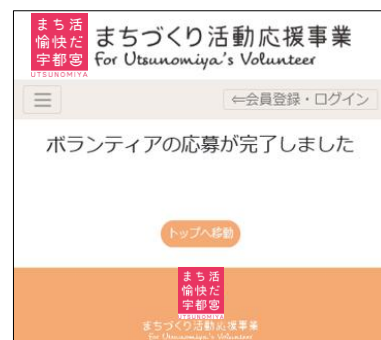 まち活
愉快だ
宇都宮
UTSUNOMIYA
まちづくり活動応援事業
For Utsunomiya's Volunteer
⇐会員登録・ログイン
ボランティアの応募が完了しました
トップへ移動
まち活
愉快だ
宇都宮
UTSUNOMIYA
まちづくり活動応援事業
For Utsunomiya's Volunteer